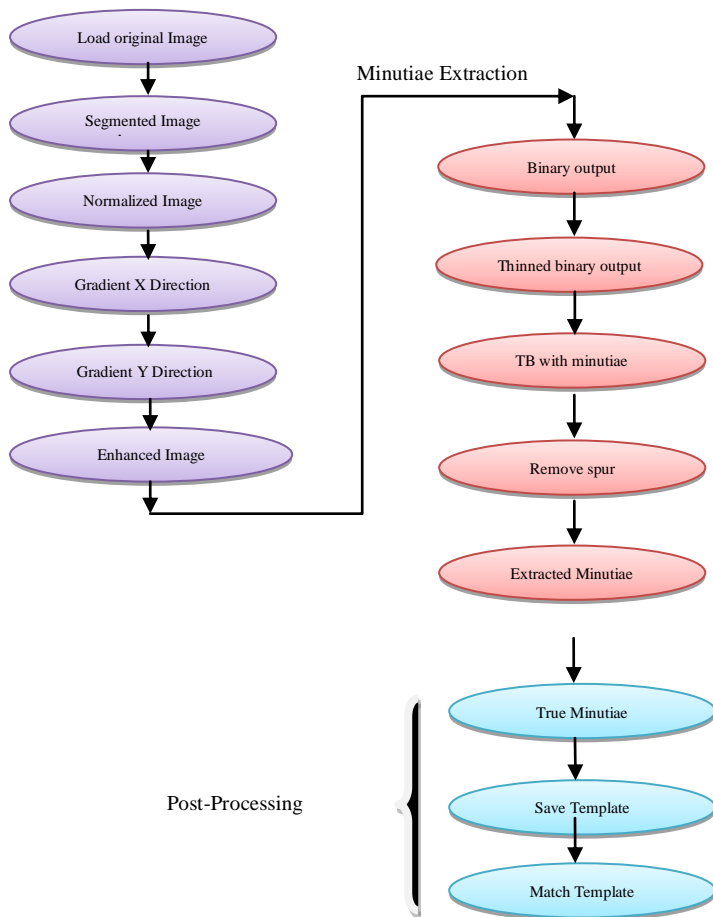 Load original Image
Segmented Image
Normalized Image
Gradient X Direction
Gradient Y Direction
Enhanced Image
Minutiae Extraction
Binary output
Thinned binary output
TB with minutiae
Remove spur
Extracted Minutiae
Post-Processing
True Minutiae
Save Template
Match Template